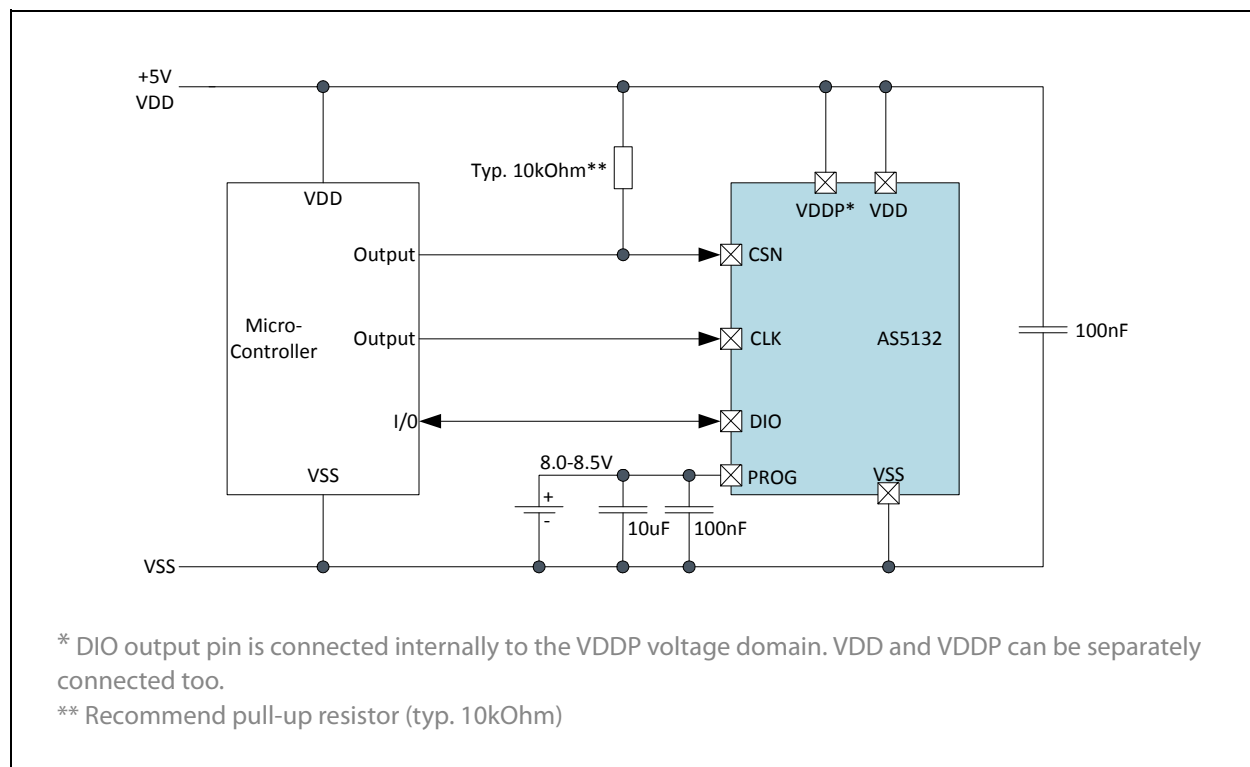 +5V
VDD
Typ. 10kOhm**
VDD
VDDP* VDD
Output
CSN
Micro-
Controller
Output
CLK
AS5132
100nF
I/0
DIO
8.0-8.5V
VSS
PROG
VSS
+
-
10uF
100nF
VSS
* DIO output pin is connected internally to the VDDP voltage domain. VDD and VDDP can be separately
connected too.
** Recommend pull-up resistor (typ. 10kOhm)